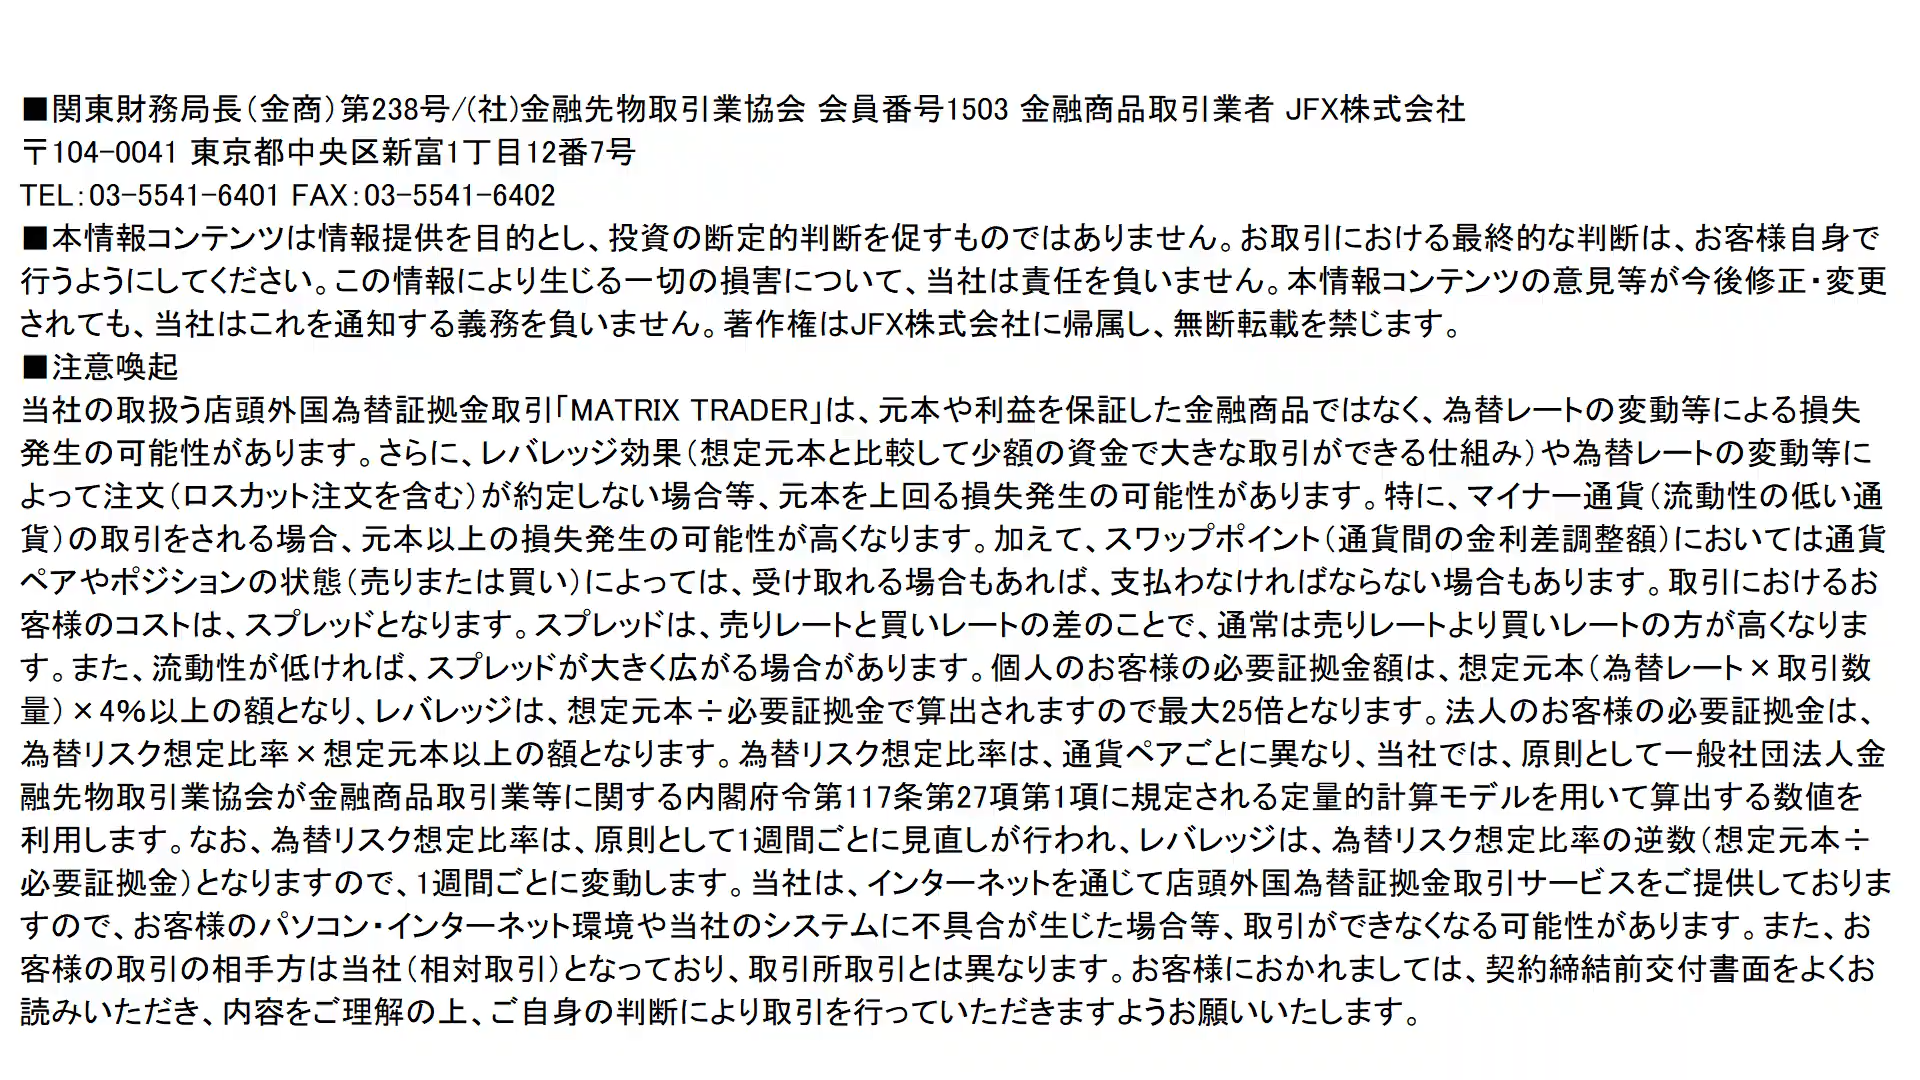 ■関東財務局長（金商）第238号/(社)金融先物取引業協会 会員番号1503 金融商品取引業者 JFX株式会社
〒104-0041 東京都中央区新富1丁目12番7号
TEL：03-5541-6401 FAX：03-5541-6402
■本情報コンテンツは情報提供を目的とし、投資の断定的判断を促すものではありません。お取引における最終的な判断は、お客様自身で
行うようにしてください。この情報により生じる一切の損害について、当社は責任を負いません。本情報コンテンツの意見等が今後修正・変更
されても、当社はこれを通知する義務を負いません。著作権はJFX株式会社に帰属し、無断転載を禁じます。
■注意喚起
当社の取扱う店頭外国為替証拠金取引「MATRIX TRADER」は、元本や利益を保証した金融商品ではなく、為替レートの変動等による損失
発生の可能性があります。さらに、レバレッジ効果（想定元本と比較して少額の資金で大きな取引ができる仕組み）や為替レートの変動等に
よって注文（ロスカット注文を含む）が約定しない場合等、元本を上回る損失発生の可能性があります。特に、マイナー通貨（流動性の低い通
貨）の取引をされる場合、元本以上の損失発生の可能性が高くなります。加えて、スワップポイント（通貨間の金利差調整額）においては通貨
ペアやポジションの状態（売りまたは買い）によっては、受け取れる場合もあれば、支払わなければならない場合もあります。取引におけるお
客様のコストは、スプレッドとなります。スプレッドは、売りレートと買いレートの差のことで、通常は売りレートより買いレートの方が高くなりま
す。また、流動性が低ければ、スプレッドが大きく広がる場合があります。個人のお客様の必要証拠金額は、想定元本（為替レート×取引数
量）×4％以上の額となり、レバレッジは、想定元本÷必要証拠金で算出されますので最大25倍となります。法人のお客様の必要証拠金は、
為替リスク想定比率×想定元本以上の額となります。為替リスク想定比率は、通貨ペアごとに異なり、当社では、原則として一般社団法人金
融先物取引業協会が金融商品取引業等に関する内閣府令第117条第27項第1項に規定される定量的計算モデルを用いて算出する数値を
利用します。なお、為替リスク想定比率は、原則として1週間ごとに見直しが行われ、レバレッジは、為替リスク想定比率の逆数（想定元本÷
必要証拠金）となりますので、1週間ごとに変動します。当社は、インターネットを通じて店頭外国為替証拠金取引サービスをご提供しておりま
すので、お客様のパソコン・インターネット環境や当社のシステムに不具合が生じた場合等、取引ができなくなる可能性があります。また、お
客様の取引の相手方は当社（相対取引）となっており、取引所取引とは異なります。お客様におかれましては、契約締結前交付書面をよくお
読みいただき、内容をご理解の上、ご自身の判断により取引を行っていただきますようお願いいたします。